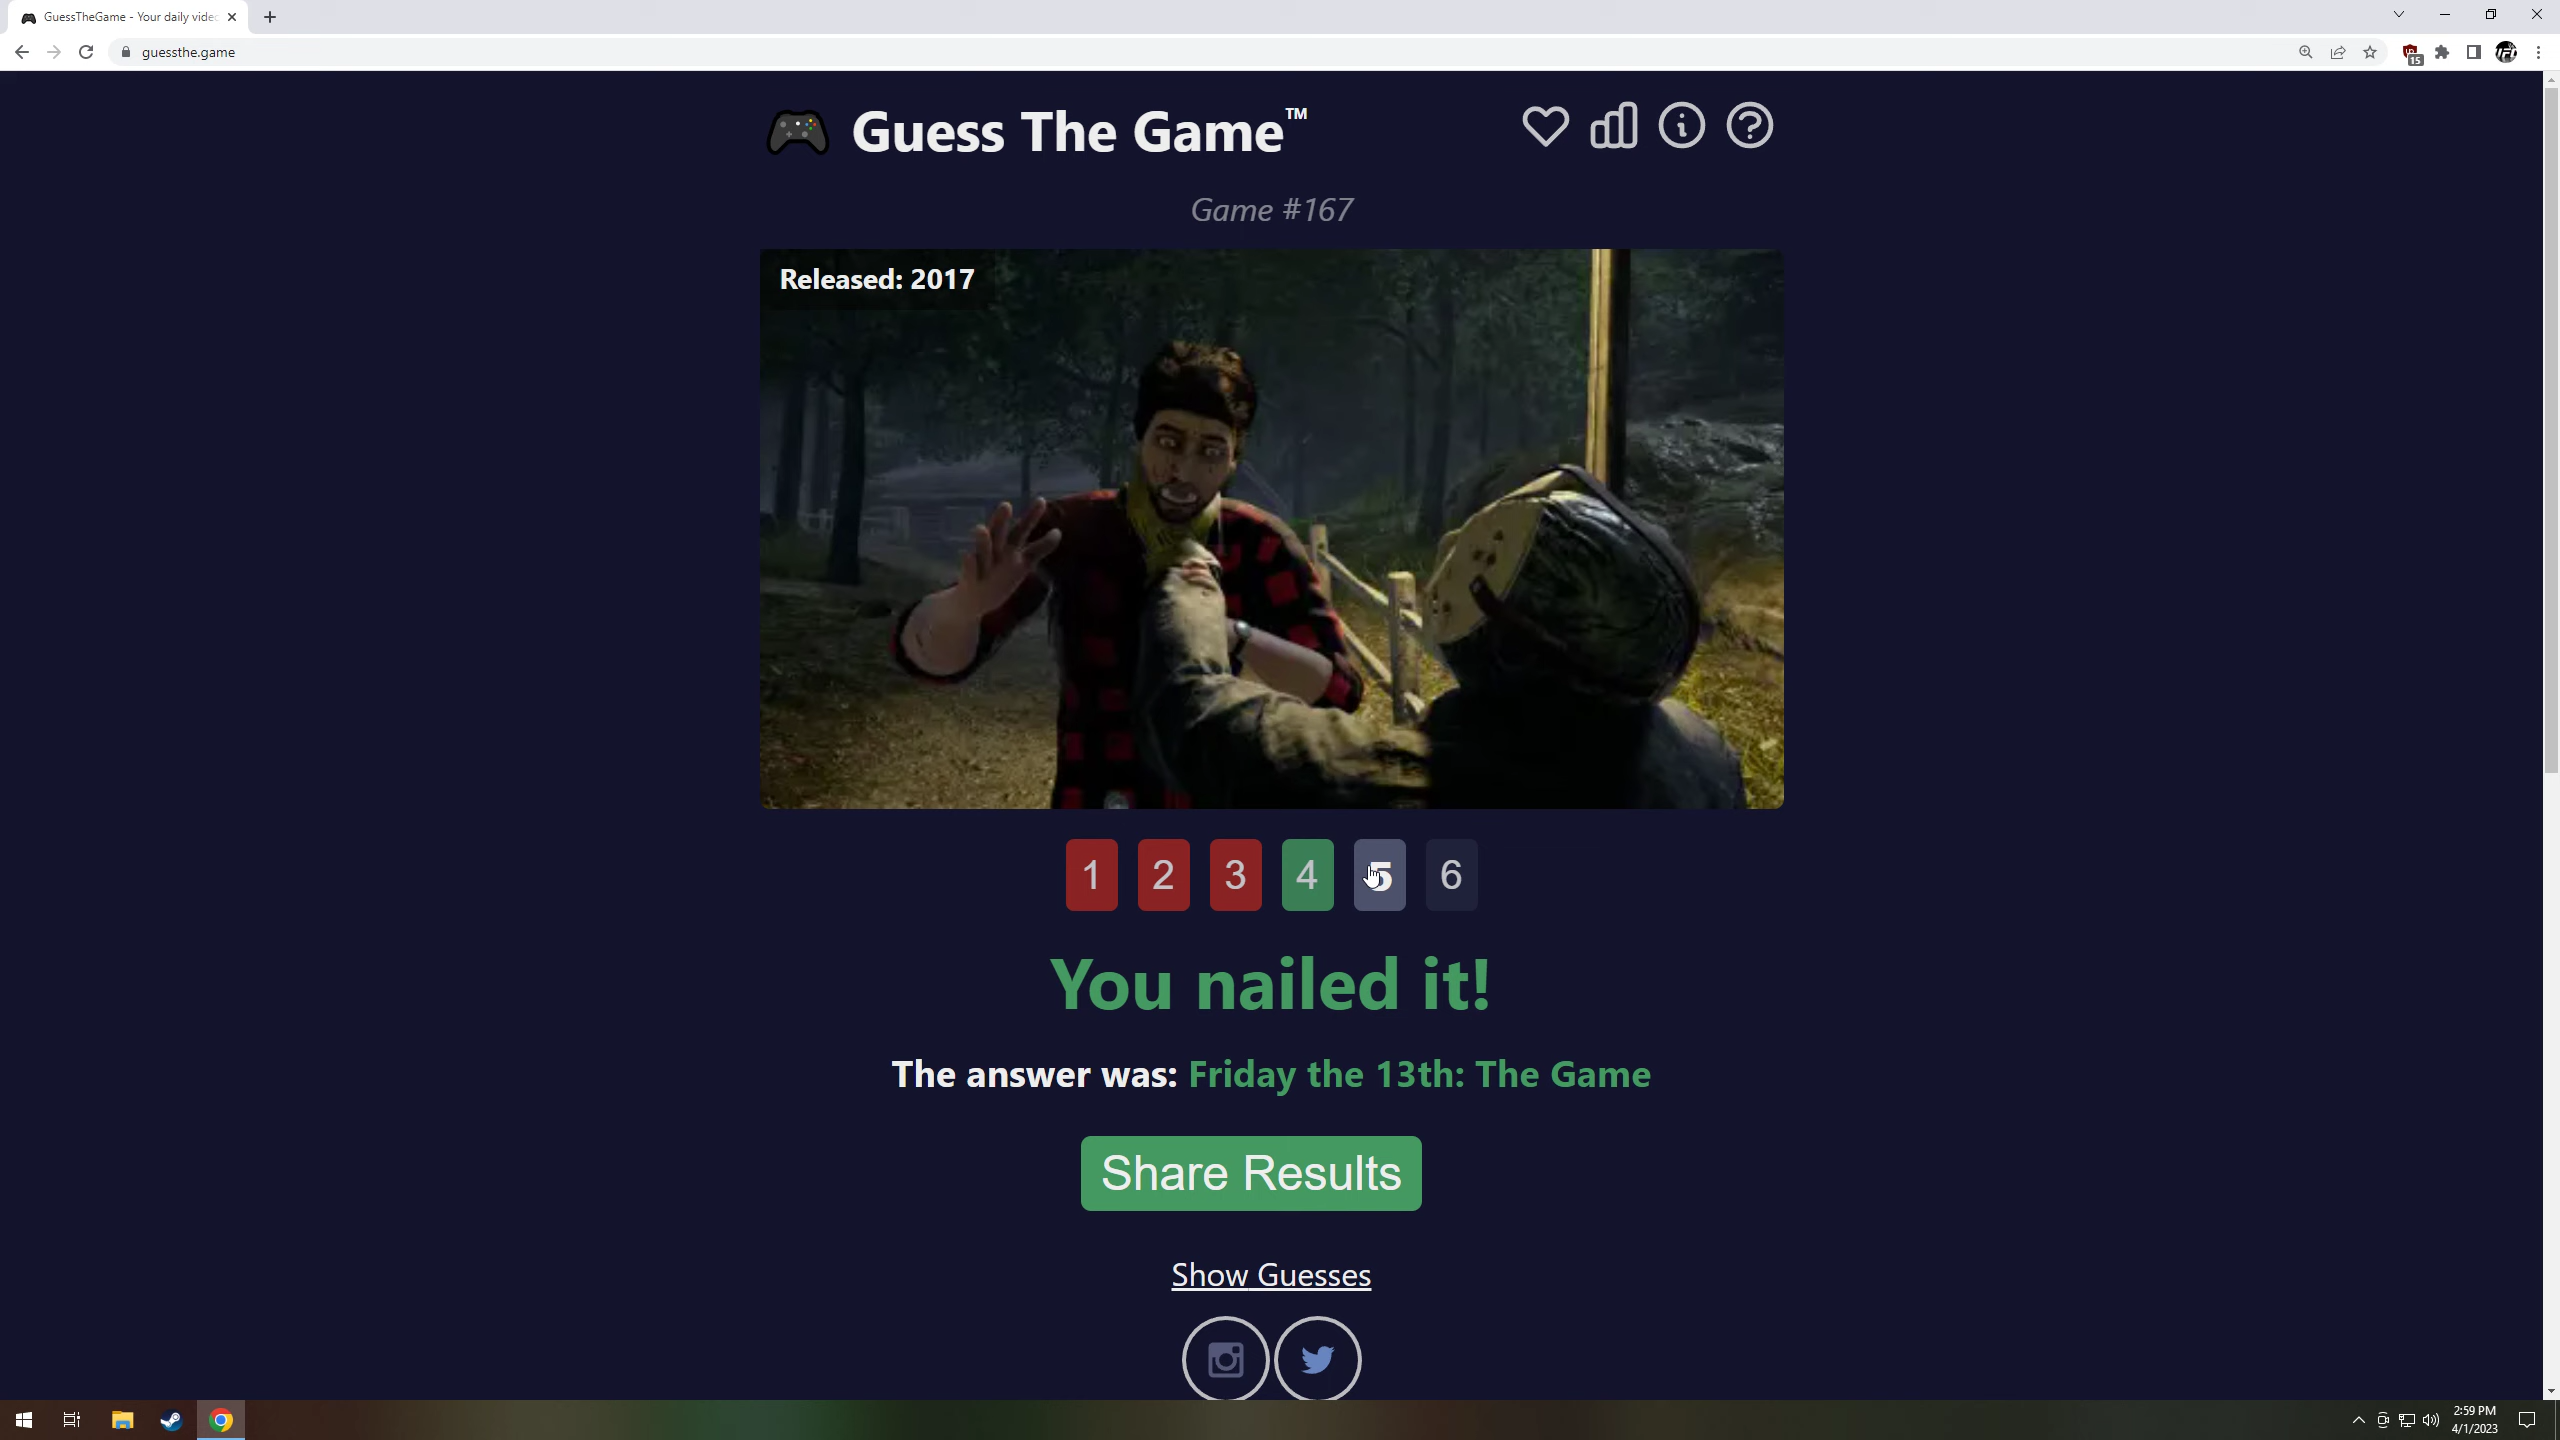 GuessTheGame - Your daily vide
guessthe.game
15
Guess The Game™
Game #167
Released: 2017
1 2 3 4 5 6
You nailed it!
The answer was: Friday the 13th: The Game
Share Results
Show Guesses
2:59 PM
4/1/2023